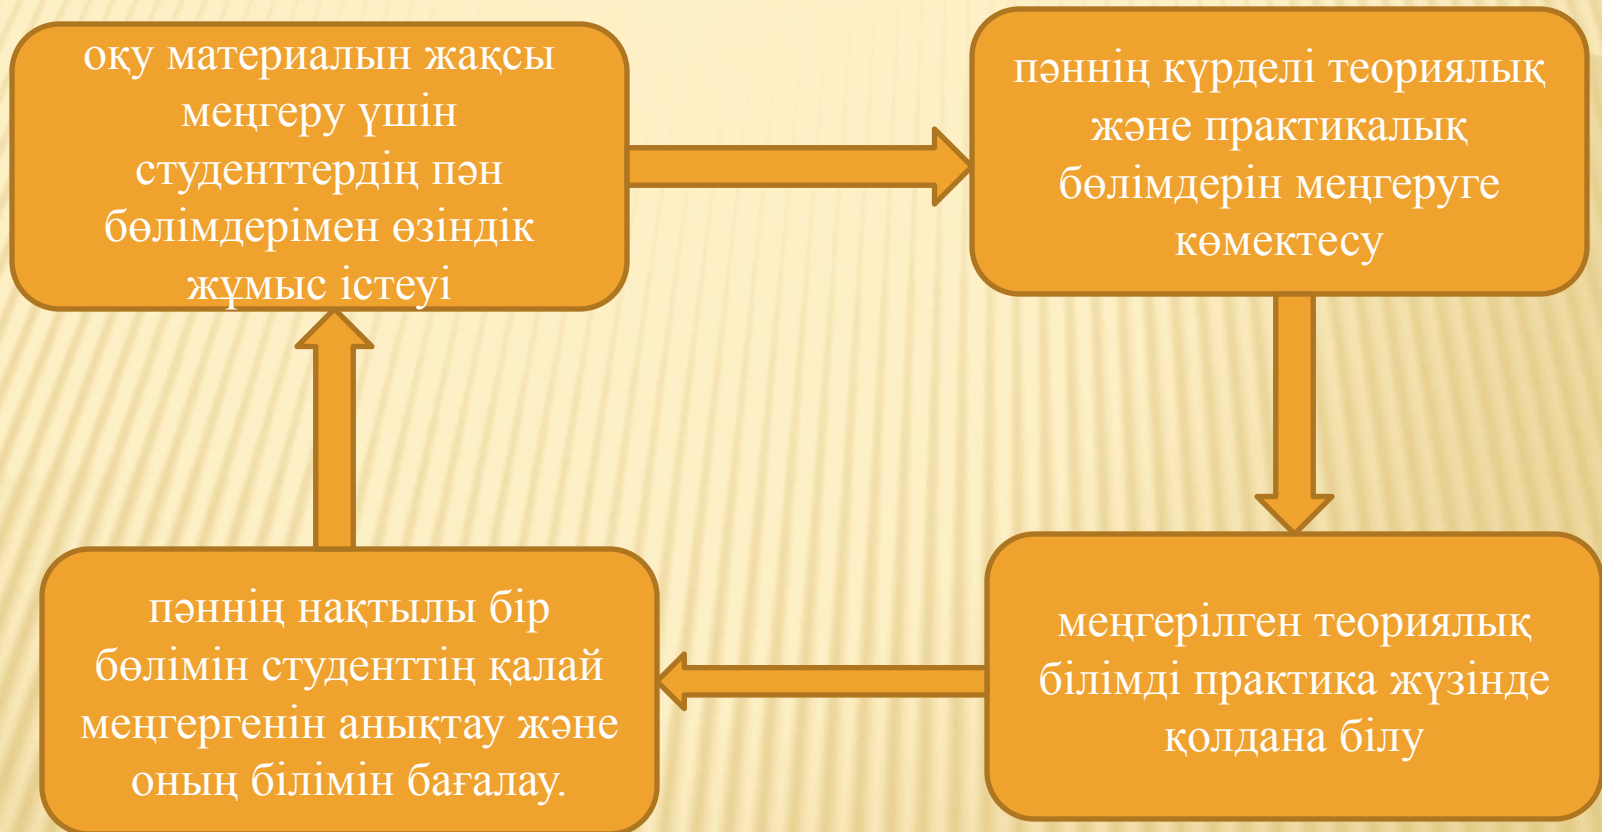 оқу материалын жақсы
меңгеру үшін
студенттердің пән
бөлімдерімен өзіндік
жұмыс істеуі
пәннің күрделі теориялық
және практикалық
бөлімдерін меңгеруге
көмектесу
меңгерілген теориялық
білімді практика жүзінде
қолдана білу
пәннің нақтылы бір
бөлімін студенттің қалай
меңгергенін анықтау және
оның білімін бағалау.